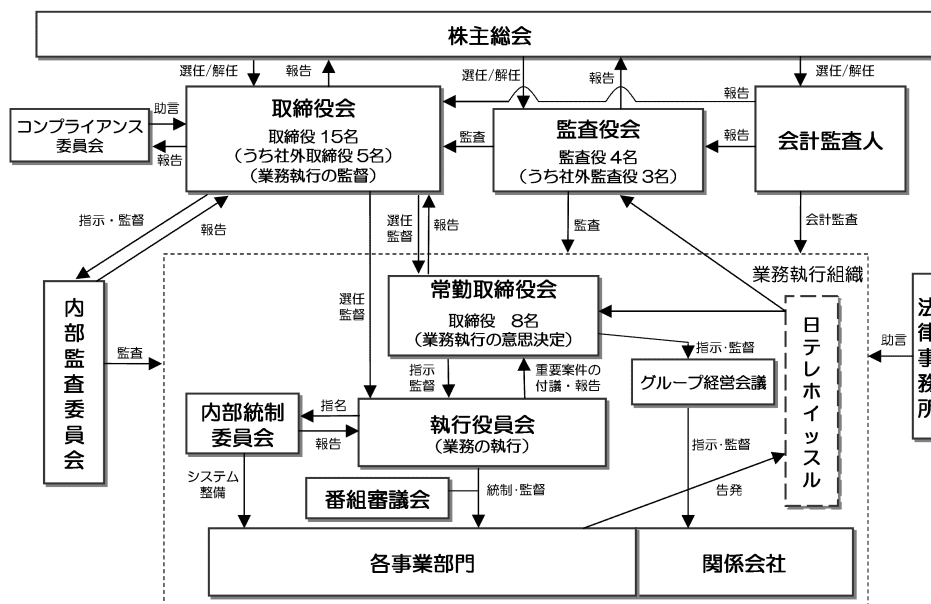 株主総会
選任/解任
報告
選任/解任
報告
選任/解任
取締役会
取締役 15名
(うち社外取締役 5名)
(業務執行の監督)
助言
報告
コンプライアンス
委員会
監査
監査役会
監査役 4名
(うち社外監査役 3名)
報告
報告
会計監査人
指示・監督
報告
選任
監督
報告
監査
会計監査
業務執行組織
選任
監督
常勤取締役会
取締役 8名
(業務執行の意思決定)
内部監査委員会
監査
日テレホイッスル
助言
法律事務所
指示・監督
グループ経営会議
指示
監督
重要案件の
付議・報告
内部統制
委員会
指名
報告
執行役員会
(業務の執行)
指示・監督
システム
整備
番組審議会
統制・監督
告発
各事業部門
関係会社